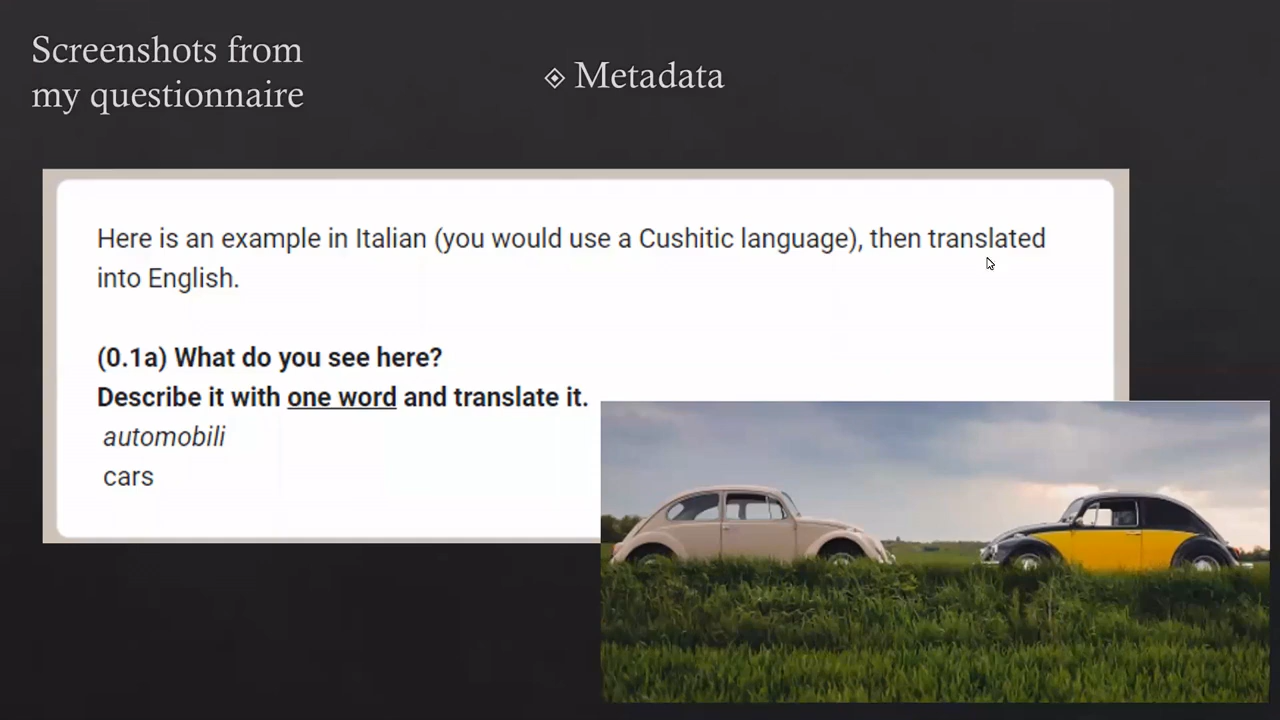 Screenshots from
my questionnaire
Metadata
Here is an example in Italian (you would use a Cushitic language), then translated
into English.
(0.1a) What do you see here?
Describe it with one word and translate it.
automobili
cars